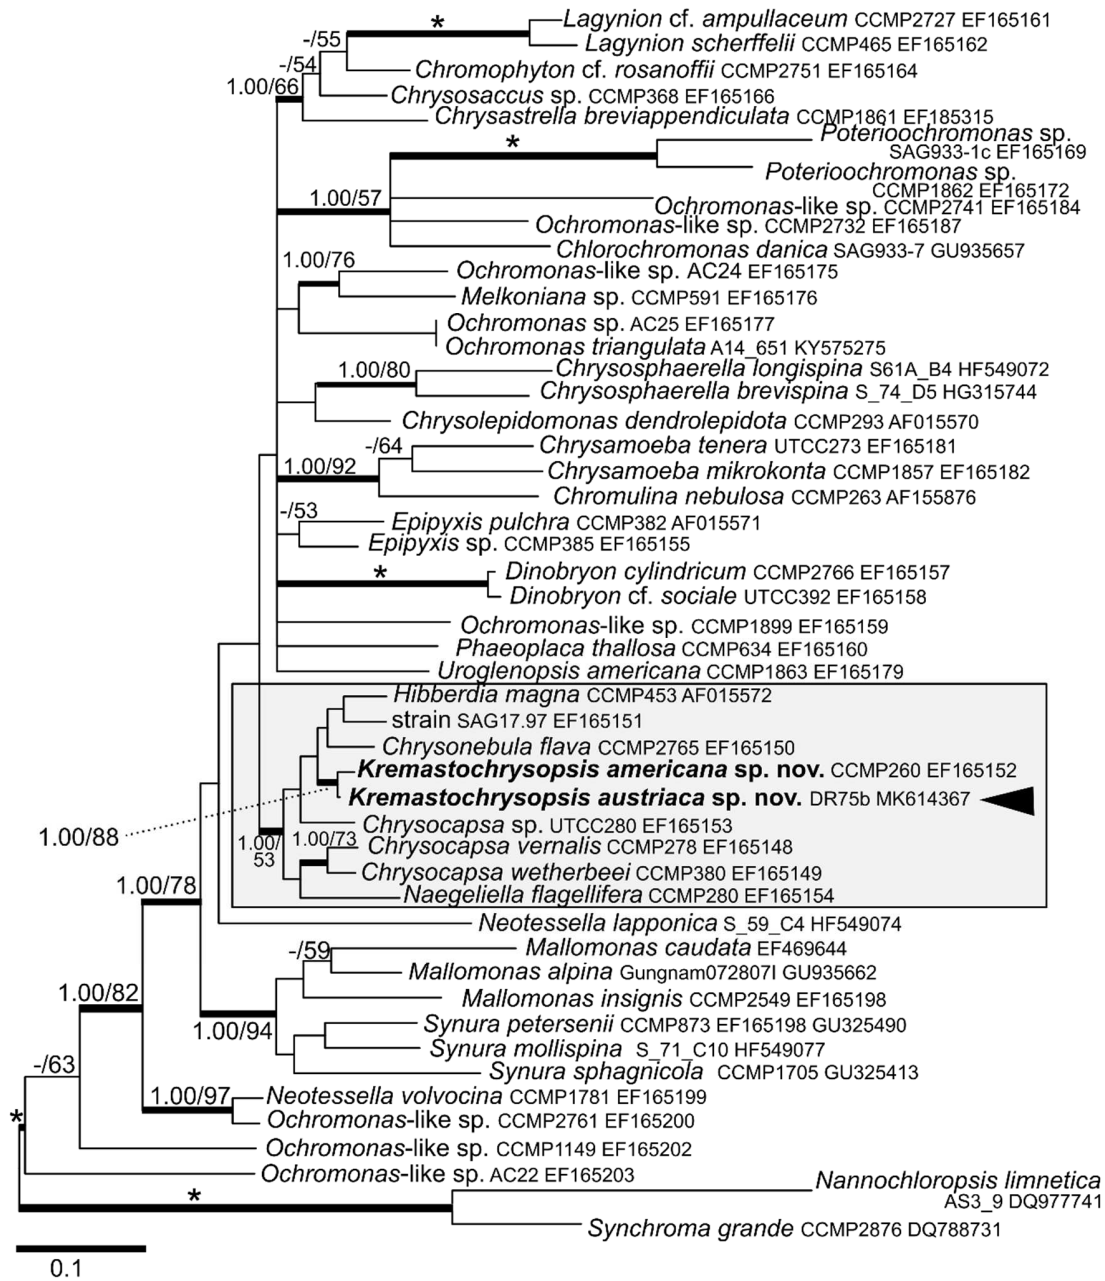 *
Lagynion cf. ampullaceum CCMP2727 EF165161
-/55
Lagynion scherffelii CCMP465 EF165162
-/54
Chromophyton cf. rosanoffii CCMP2751 EF165164
1.00/66
Chrysosaccus sp. CCMP368 EF165166
Chrysastrella breviappendiculata CCMP1861 EF185315
*
Poterioochromonas sp.
SAG933-1c EF165169
Poterioochromonas sp.
CCMP1862 EF165172
1.00/57
Ochromonas-like sp. CCMP2741 EF165184
Ochromonas-like sp. CCMP2732 EF165187
Chlorochromonas danica SAG933-7 GU935657
1.00/76
Ochromonas-like sp. AC24 EF165175
Melkoniana sp. CCMP591 EF165176
Ochromonas sp. AC25 EF165177
Ochromonas triangulata A14_651 KY575275
1.00/80
Chrysosphaerella longispina S61A_B4 HF549072
Chrysosphaerella brevispina S_74_D5 HG315744
Chrysolepidomonas dendrolepidota CCMP293 AF015570
-/64
Chrysamoeba tenera UTCC273 EF165181
1.00/92
Chrysamoeba mikrokonta CCMP1857 EF165182
Chromulina nebulosa CCMP263 AF155876
-/53
Epipyxis pulchra CCMP382 AF015571
Epipyxis sp. CCMP385 EF165155
*
Dinobryon cylindricum CCMP2766 EF165157
Dinobryon cf. sociale UTCC392 EF165158
Ochromonas-like sp. CCMP1899 EF165159
Phaeoplaca thallosa CCMP634 EF165160
Uroglenopsis americana CCMP1863 EF165179
Hibberdia magna CCMP453 AF015572
strain SAG17.97 EF165151
Chrysonebula flava CCMP2765 EF165150
Kremastochrysopsis americana sp. nov. CCMP260 EF165152
Kremastochrysopsis austriaca sp. nov. DR75b MK614367
1.00/88
Chrysocapsa sp. UTCC280 EF165153
1.00/
53
1.00/73
Chrysocapsa vernalis CCMP278 EF165148
Chrysocapsa wetherbeei CCMP380 EF165149
1.00/78
Naegeliella flagellifera CCMP280 EF165154
Neotessella lapponica S_59_C4 HF549074
-/59
Mallomonas caudata EF469644
Mallomonas alpina Gungnam072807I GU935662
1.00/82
Mallomonas insignis CCMP2549 EF165198
1.00/94
Synura petersenii CCMP873 EF165198 GU325490
Synura mollispina S_71_C10 HF549077
-/63
Synura sphagnicola CCMP1705 GU325413
1.00/97
Neotessella volvocina CCMP1781 EF165199
*
Ochromonas-like sp. CCMP2761 EF165200
Ochromonas-like sp. CCMP1149 EF165202
Ochromonas-like sp. AC22 EF165203
*
Nannochloropsis limnetica
AS3_9 DQ977741
Synchroma grande CCMP2876 DQ788731
0.1